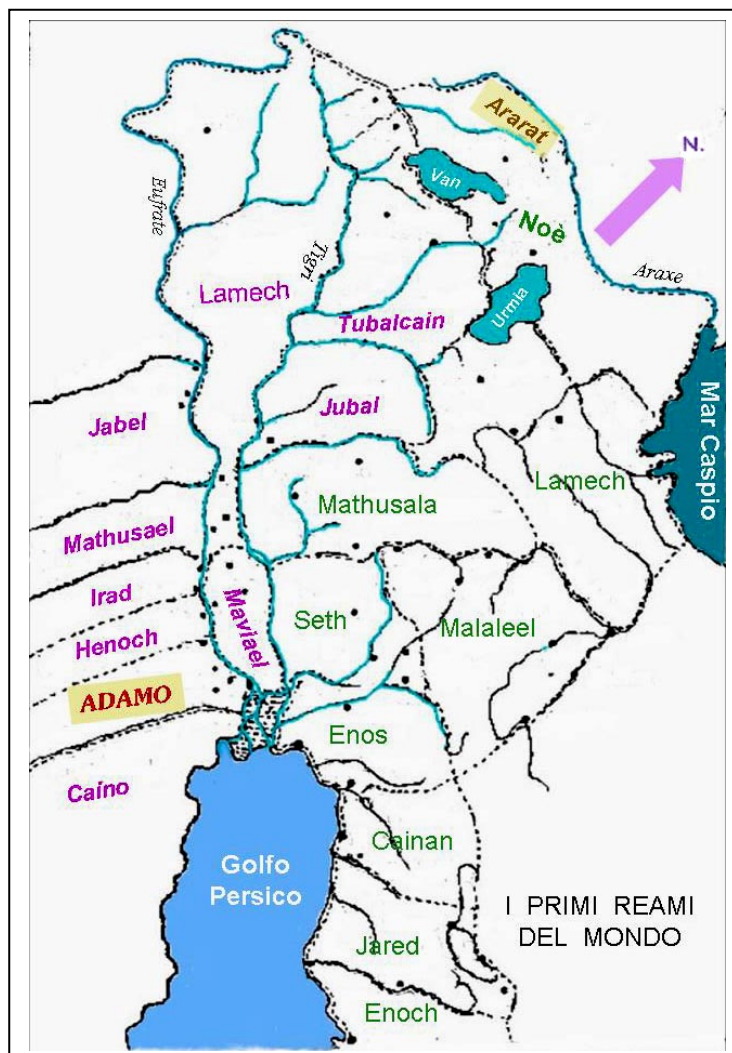 Ararat
N.
Van
Eufrate
Noè
Tigri
Araxe
Lamech
Urmia
Tubalcain
Mar Caspio
Jabel
Jubal
Lamech
Mathusala
Mathusael
Irad
Maviael
Seth
Malaleel
Henoch
ADAMO
Enos
Caíno
Cainan
Golfo
Persico
I PRIMI REAMI
DEL MONDO
Jared
Enoch